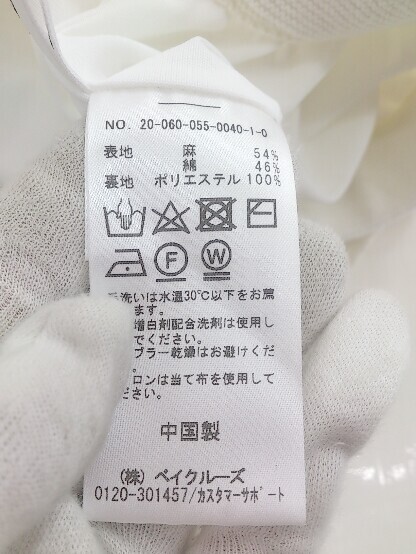 NO. 20-060-055-0040-1-0
表地 麻 54%
綿 46%
裏地 ポリエステル 100%
F W
洗いは水温30℃以下をお薦
ます。
増白剤配合洗剤は使用し
でください。
ブラー乾燥はお避けくだ
。
ロンは当て布を使用して
ださい。
中国製
(株) ベイクルーズ
0120-301457/カスタマーサポート